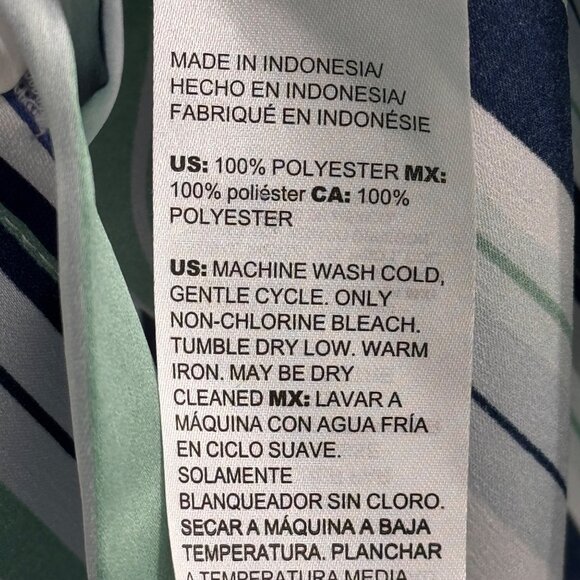 MADE IN INDONESIA/
HECHO EN INDONESIA/
FABRIQUÉ EN INDONÉSIE
US: 100% POLYESTER MX:
100% poliéster CA: 100%
POLYESTER
US: MACHINE WASH COLD,
GENTLE CYCLE. ONLY
NON-CHLORINE BLEACH.
TUMBLE DRY LOW. WARM
IRON. MAY BE DRY
CLEANED MX: LAVAR A
MÁQUINA CON AGUA FRÍA
EN CICLO SUAVE.
SOLAMENTE
BLANQUEADOR SIN CLORO.
SECAR A MÁQUINA A BAJA
TEMPERATURA. PLANCHAR
A TEMPERATURA MEDIA